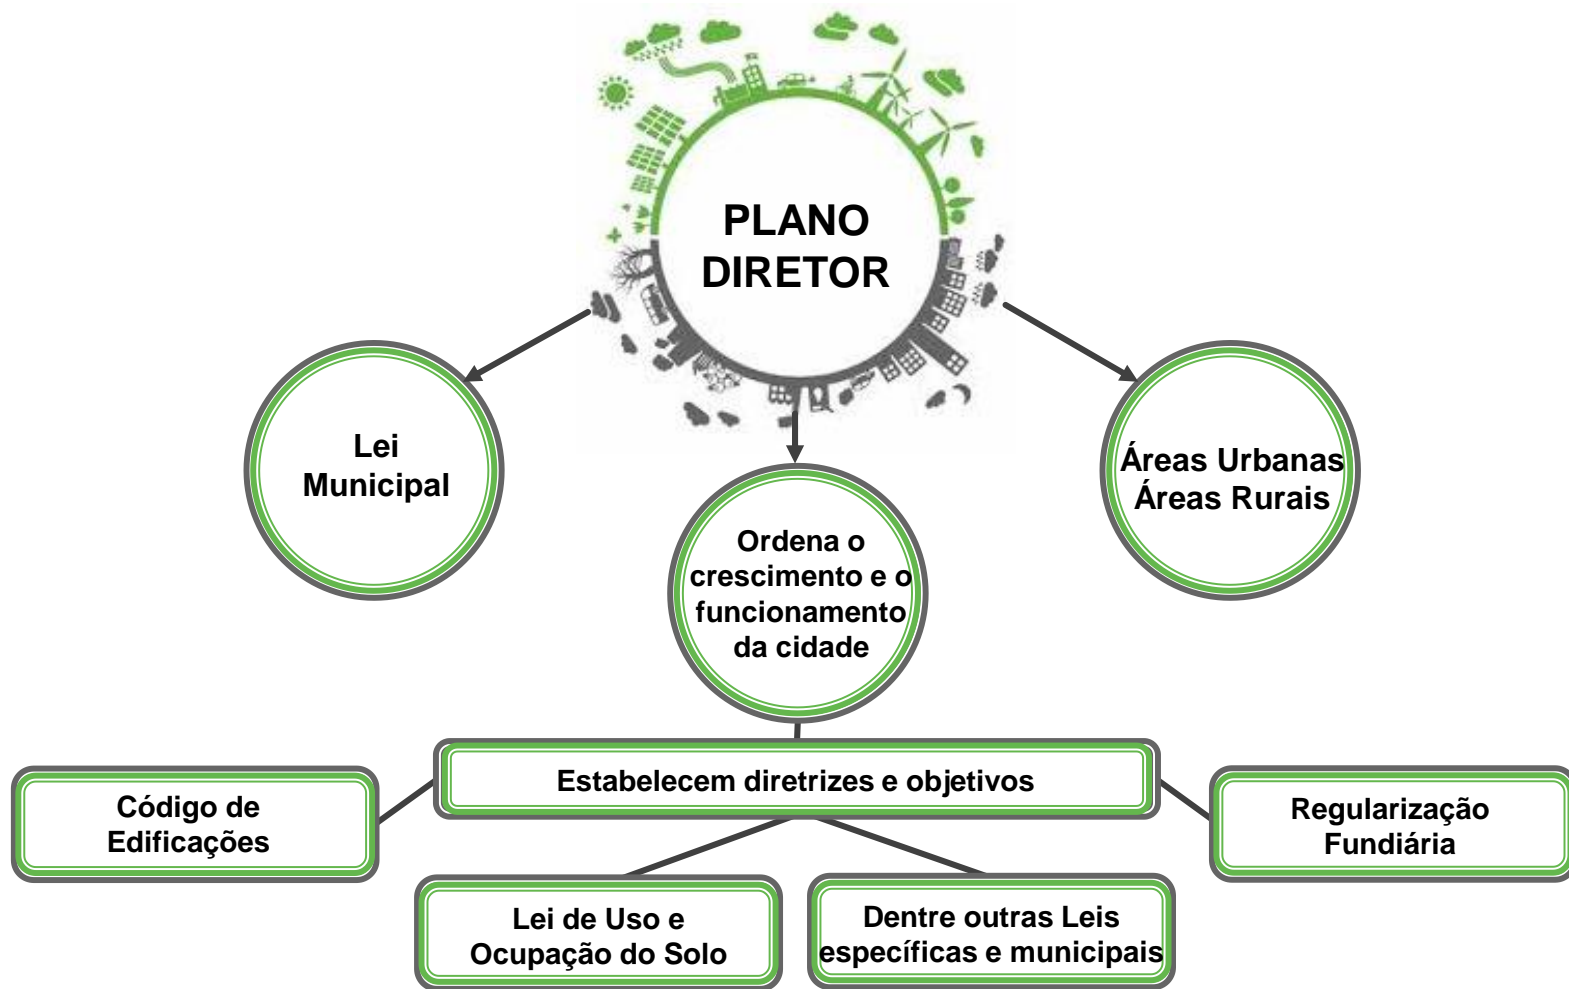 PLANO
DIRETOR
Lei
Municipal
Ordena o
crescimento e o
funcionamento
da cidade
Áreas Urbanas
Áreas Rurais
Estabelecem diretrizes e objetivos
Código de
Edificações
Lei de Uso e
Ocupação do Solo
Dentre outras Leis
específicas e municipais
Regularização
Fundiária